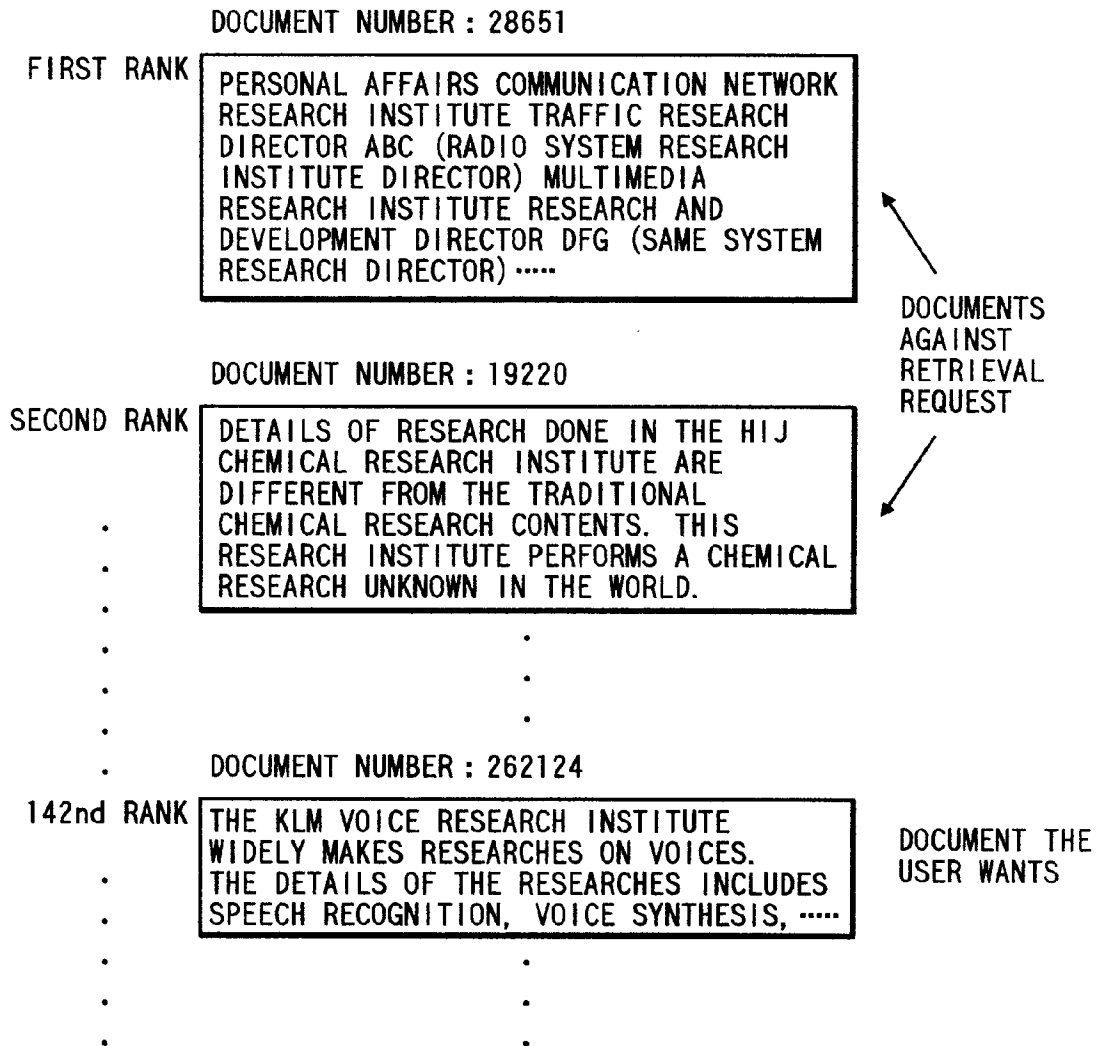 DOCUMENT NUMBER : 28651
FIRST RANK
PERSONAL AFFAIRS COMMUNICATION NETWORK
RESEARCH INSTITUTE TRAFFIC RESEARCH
DIRECTOR ABC (RADIO SYSTEM RESEARCH
INSTITUTE DIRECTOR) MULTIMEDIA
RESEARCH INSTITUTE RESEARCH AND
DEVELOPMENT DIRECTOR DFG (SAME SYSTEM
RESEARCH DIRECTOR) .....
DOCUMENTS
AGAINST
RETRIEVAL
REQUEST
DOCUMENT NUMBER : 19220
SECOND RANK
DETAILS OF RESEARCH DONE IN THE HIJ
CHEMICAL RESEARCH INSTITUTE ARE
DIFFERENT FROM THE TRADITIONAL
CHEMICAL RESEARCH CONTENTS. THIS
RESEARCH INSTITUTE PERFORMS A CHEMICAL
RESEARCH UNKNOWN IN THE WORLD.
DOCUMENT NUMBER : 262124
142nd RANK
THE KLM VOICE RESEARCH INSTITUTE
WIDELY MAKES RESEARCHES ON VOICES.
THE DETAILS OF THE RESEARCHES INCLUDES
SPEECH RECOGNITION, VOICE SYNTHESIS, .....
DOCUMENT THE
USER WANTS